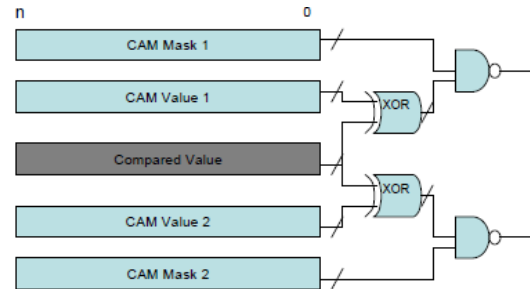 n 0
CAM Mask 1
CAM Value 1
XOR
Compared Value
XOR
CAM Value 2
CAM Mask 2